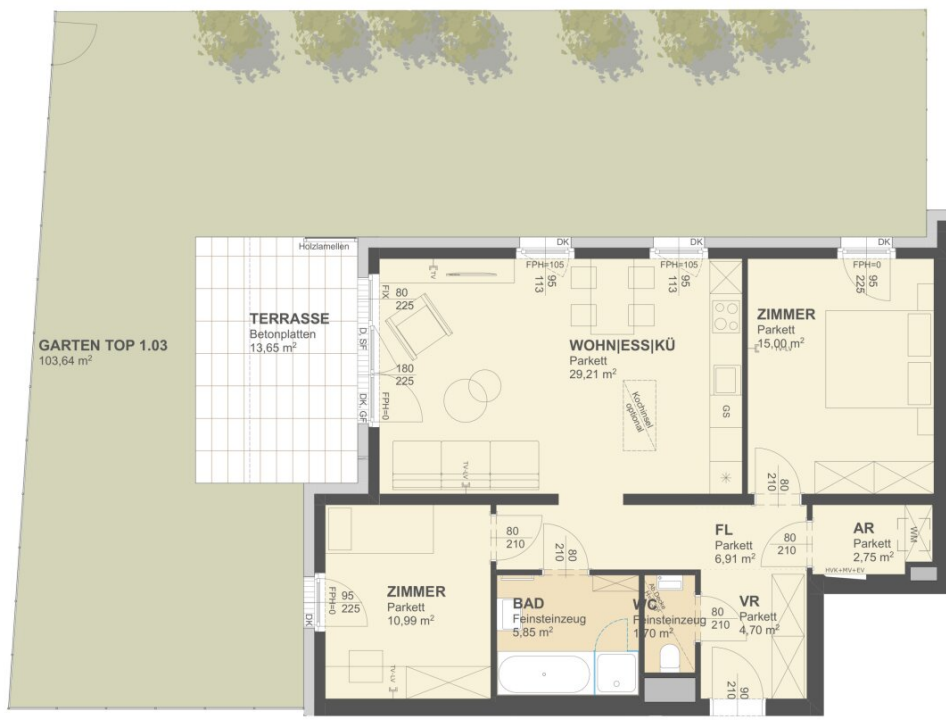 GARTEN TOP 1.03
103,64 m²
Holzlamellen
TERRASSE
Betonplatten
13,65 m²
FIX
80
225
D, SF
180
225
DK, GF
FPH=0
TV
DK
FPH=105
95
113
DK
FPH=105
95
113
WOHN|ESS|KÜ
Parkett
29,21 m²
Kochinsel
optional
GS
TV-LV
DK
FPH=0
95
225
ZIMMER
Parkett
15,00 m²
80
210
80
210
80
210
FL
Parkett
6,91 m²
80
210
AR
Parkett
2,75 m²
WM
HVK+MV+EV
DK
FPH=0
95
225
ZIMMER
Parkett
10,99 m²
TV-LV
BAD
Feinsteinzeug
5,85 m²
WC
Feinsteinzeug
1,70 m²
80
210
VR
Parkett
4,70 m²
90
210